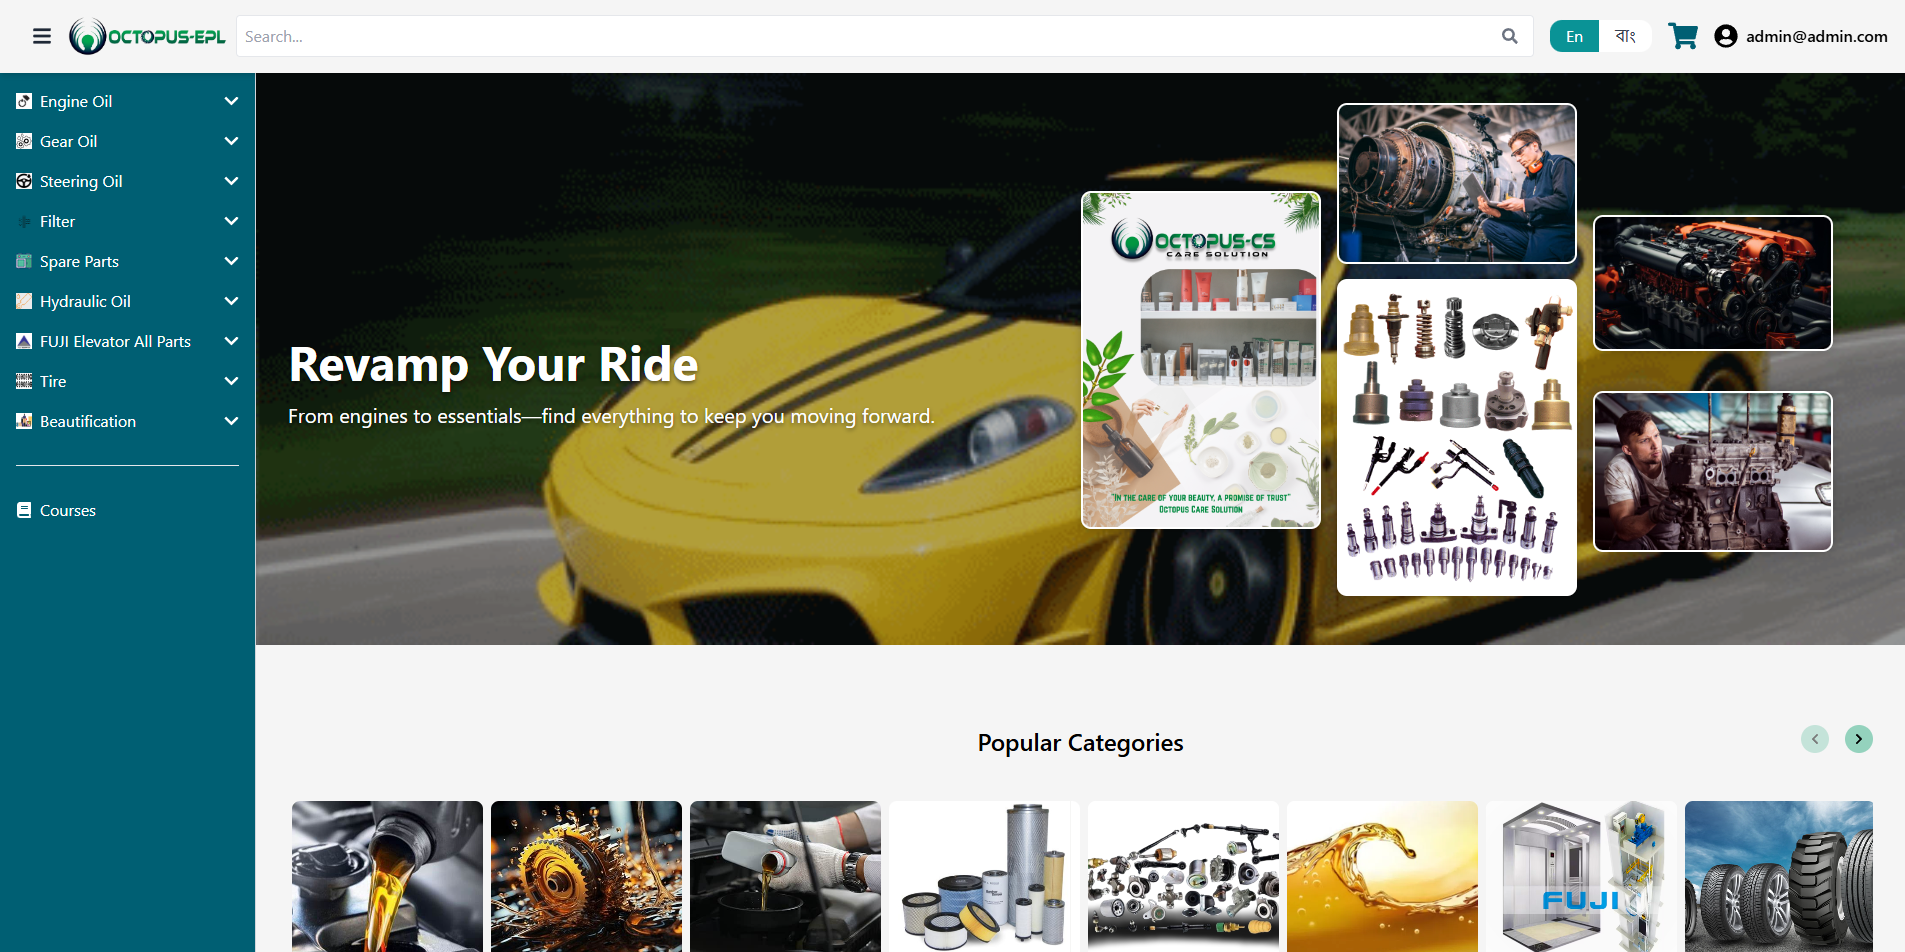 OCTOPUS-EPL
Search...
En
বাং
admin@admin.com
Engine Oil
Gear Oil
Steering Oil
Filter
Spare Parts
Hydraulic Oil
FUJI Elevator All Parts
Tire
Beautification
Courses
Revamp Your Ride
From engines to essentials—find everything to keep you moving forward.
OCTOPUS-CS
CARE SOLUTION
"IN THE CARE OF YOUR BEAUTY, A PROMISE OF TRUST"
OCTOPUS CARE SOLUTION
Popular Categories
FUJI